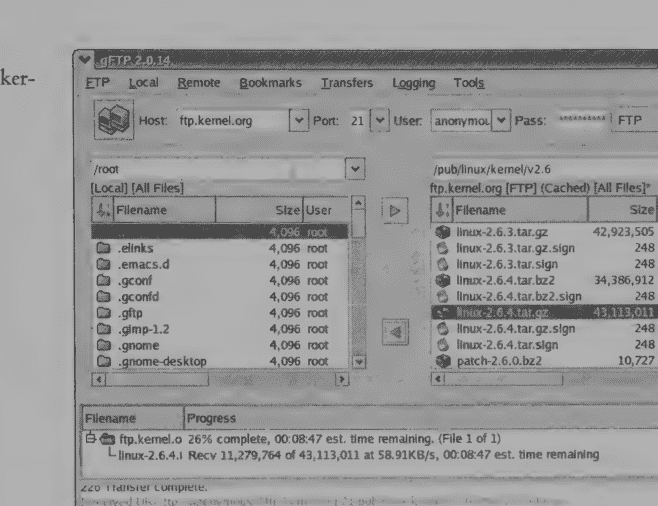 ker-
gFTP 2.0.14
FTP Local Remote Bookmarks Transfers Logging Tools
Host: ftp.kernel.org Port: 21 User: anonymou Pass: ********** FTP
/root
[Local] [All Files]
Filename Size User
.. 4,096 root
.elinks 4,096 root
.emacs.d 4,096 root
.gconf 4,096 root
.gconfd 4,096 root
.gftp 4,096 root
.gimp-1.2 4,096 root
.gnome 4,096 root
.gnome-desktop 4,096 root
/pub/linux/kernel/v2.6
ftp.kernel.org [FTP] (Cached) [All Files]*
Filename Size
linux-2.6.3.tar.gz 42,923,505
linux-2.6.3.tar.gz.sign 248
linux-2.6.3.tar.sign 248
linux-2.6.4.tar.bz2 34,386,912
linux-2.6.4.tar.bz2.sign 248
linux-2.6.4.tar.gz 43,113,011
linux-2.6.4.tar.gz.sign 248
linux-2.6.4.tar.sign 248
patch-2.6.0.bz2 10,727
Filename Progress
ftp.kernel.o 26% complete, 00:08:47 est. time remaining. (File 1 of 1)
linux-2.6.4.t Recv 11,279,764 of 43,113,011 at 58.91KB/s, 00:08:47 est. time remaining
226 Transfer complete.